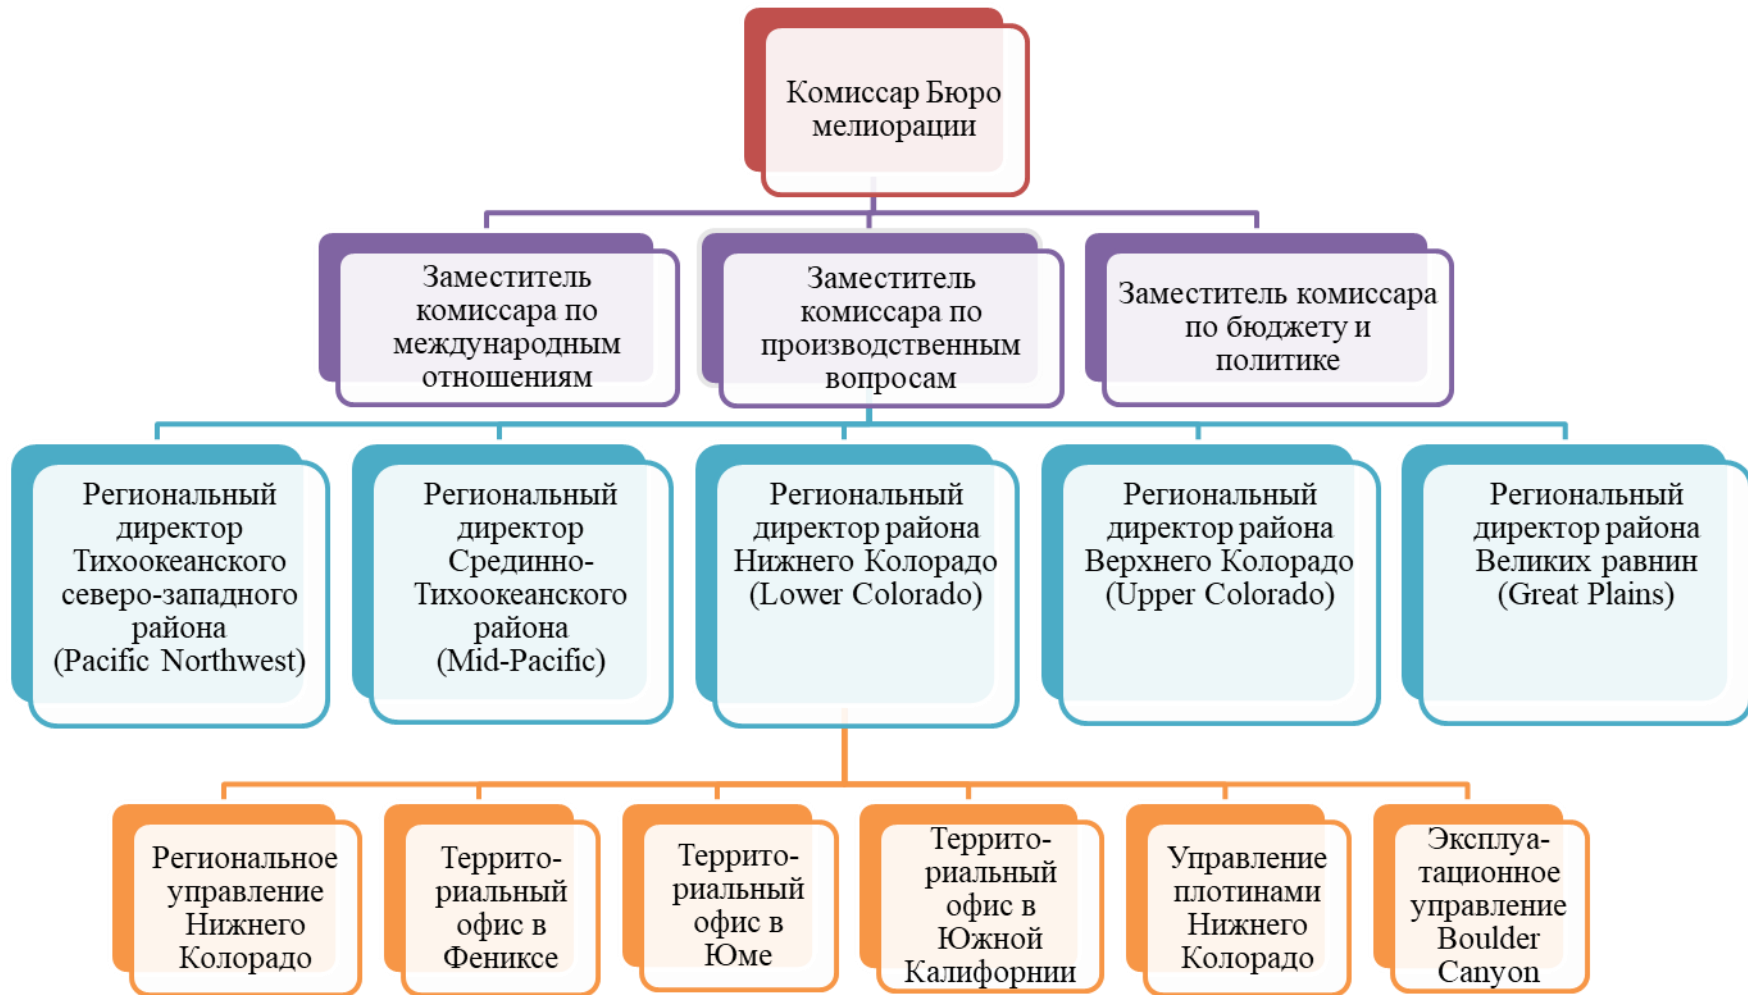 Комиссар Бюро
мелиорации
Заместитель
комиссара по
международным
отношениям
Заместитель
комиссара по
производственным
вопросам
Заместитель комиссара
по бюджету и
политике
Региональный
директор
Тихоокеанского
северо-западного
района
(Pacific Northwest)
Региональный
директор
Срединно-
Тихоокеанского
района
(Mid-Pacific)
Региональный
директор района
Нижнего Колорадо
(Lower Colorado)
Региональный
директор района
Верхнего Колорадо
(Upper Colorado)
Региональный
директор района
Великих равнин
(Great Plains)
Региональное
управление
Нижнего
Колорадо
Террито-
риальный
офис в
Фениксе
Террито-
риальный
офис в
Юме
Террито-
риальный
офис в
Южной
Калифорнии
Управление
плотинами
Нижнего
Колорадо
Эксплуа-
тационное
управление
Boulder
Canyon